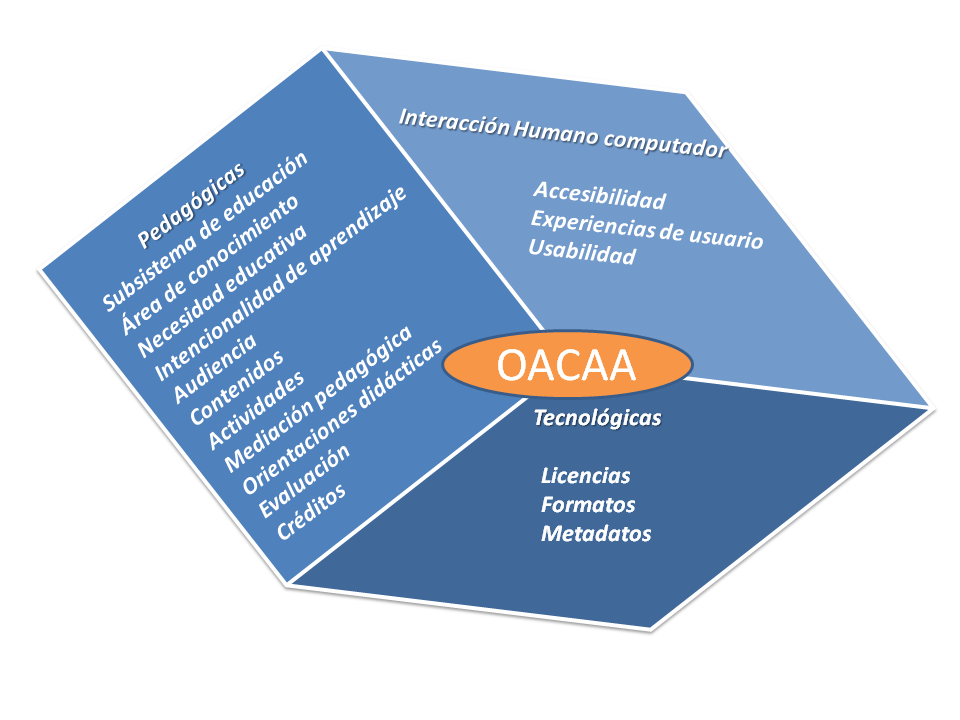 Pedagógicas
Subsistema de educación
Área de conocimiento
Necesidad educativa
Intencionalidad de aprendizaje
Audiencia
Contenidos
Actividades
Mediación pedagógica
Orientaciones didácticas
Evaluación
Créditos
Interacción Humano computador
Accesibilidad
Experiencias de usuario
Usabilidad
OACAA
Tecnológicas
Licencias
Formatos
Metadatos